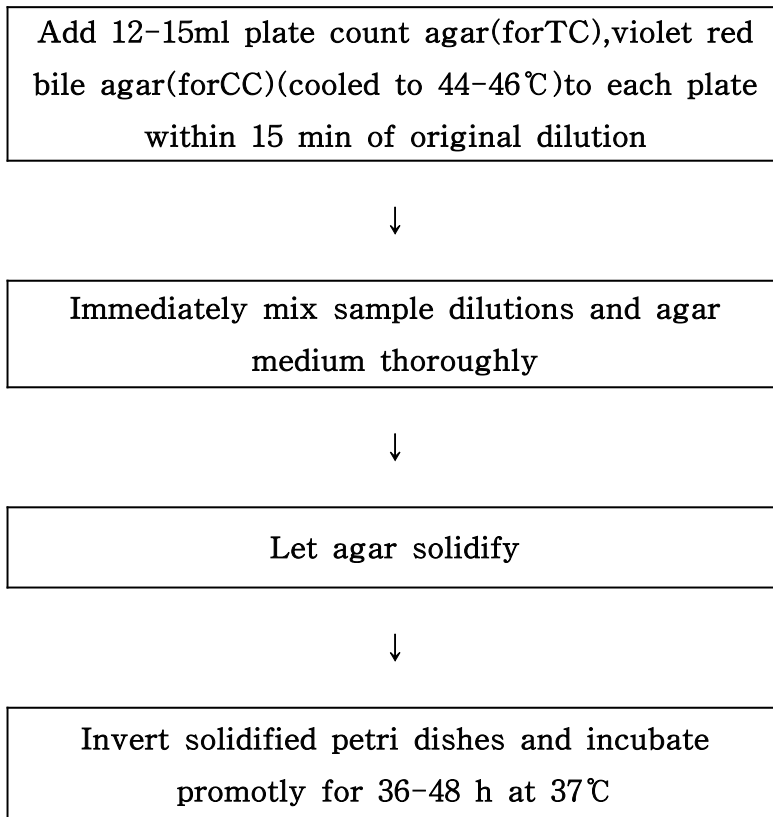 Add 12-15ml plate count agar(forTC),violet red
bile agar(forCC)(cooled to 44-46℃)to each plate
within 15 min of original dilution
↓
Immediately mix sample dilutions and agar
medium thoroughly
↓
Let agar solidify
↓
Invert solidified petri dishes and incubate
promotly for 36-48 h at 37℃